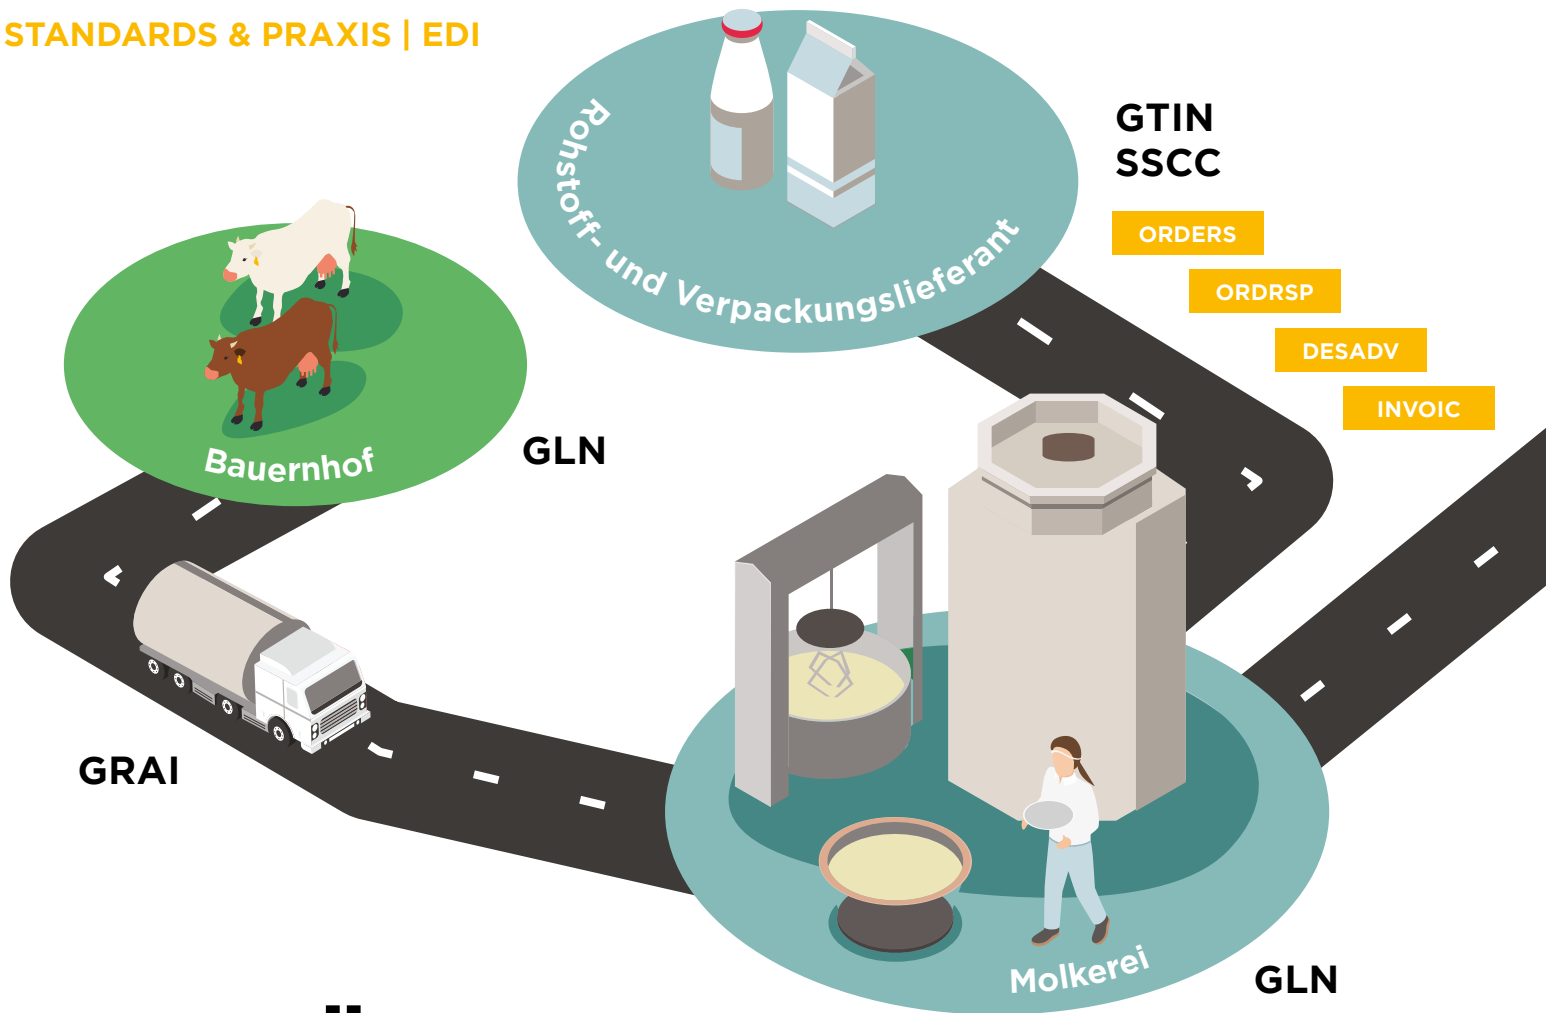 STANDARDS & PRAXIS | EDI
Rohstoff- und Verpackungslieferant
GTIN
SSCC
ORDERS
ORDRSP
DESADV
INVOIC
Bauernhof
GLN
GRAI
Molkerei
GLN